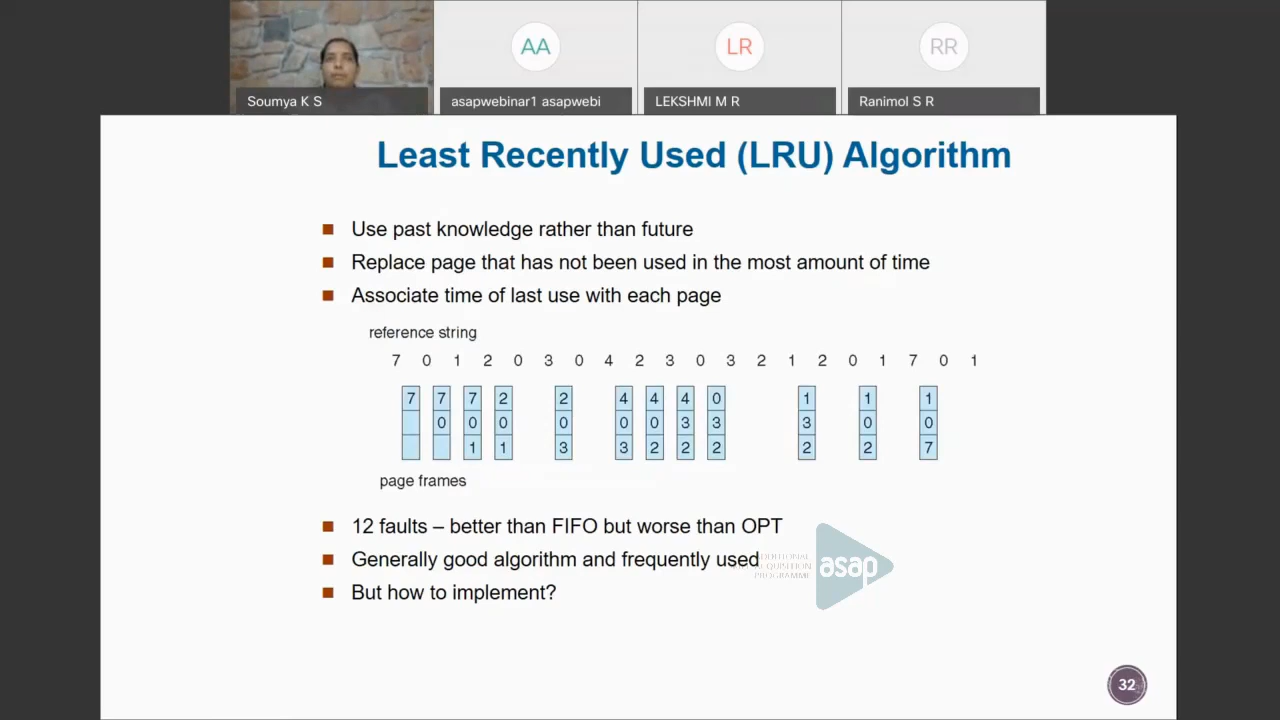 AA
LR
RR
Soumya K S
asapwebinar1 asapwebi
LEKSHMI M R
Ranimol S R
Least Recently Used (LRU) Algorithm
Use past knowledge rather than future
Replace page that has not been used in the most amount of time
Associate time of last use with each page
reference string
7 0 1 2 0 3 0 4 2 3 0 3 2 1 2 0 1 7 0 1
7 7 7 2 2 4 4 4 0 1 1 1
0 0 0 0 0 0 3 3 3 0 0
1 1 3 3 2 2 2 2 2 7
page frames
12 faults – better than FIFO but worse than OPT
Generally good algorithm and frequently used
But how to implement?
PROGRAMME
asap
32